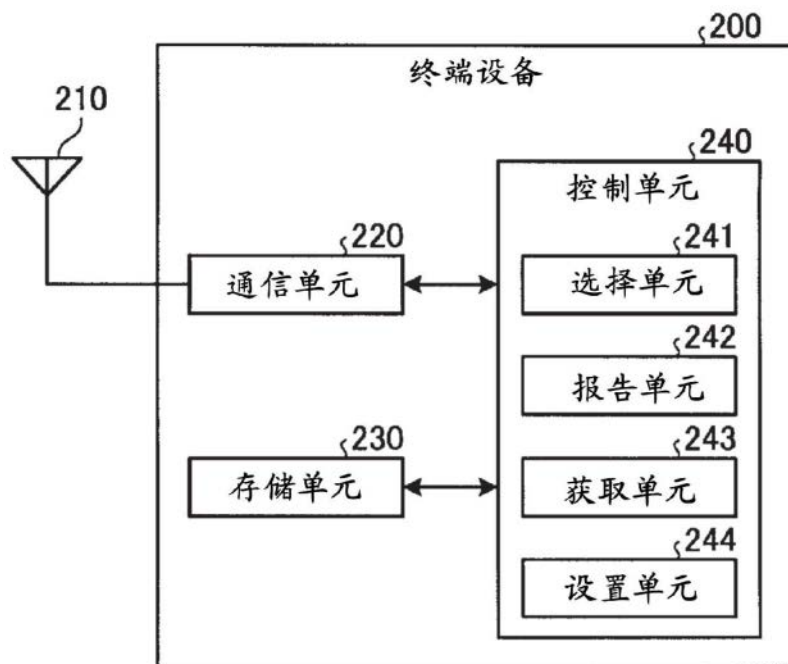 200
终端设备
210
240
控制单元
220
通信单元
241
选择单元
242
报告单元
230
存储单元
243
获取单元
244
设置单元